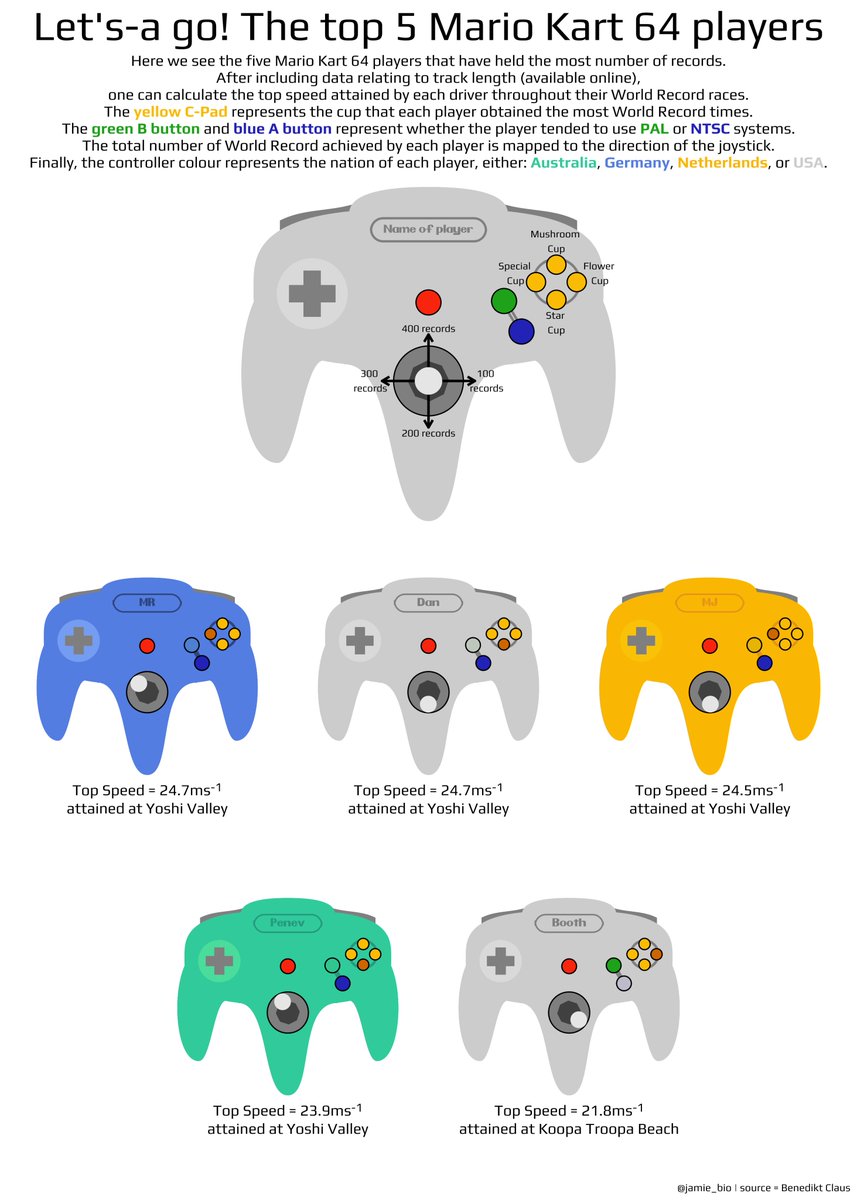 Let's-a go! The top 5 Mario Kart 64 players
Here we see the five Mario Kart 64 players that have held the most number of records.
After including data relating to track length (available online),
one can calculate the top speed attained by each driver throughout their World Record races.
The yellow C-Pad represents the cup that each player obtained the most World Record times.
The green B button and blue A button represent whether the player tended to use PAL or NTSC systems.
The total number of World Record achieved by each player is mapped to the direction of the joystick.
Finally, the controller colour represents the nation of each player, either: Australia, Germany, Netherlands, or USA.
Name of player
Mushroom
Cup
Special
Cup
Flower
Cup
Star
Cup
400 records
300
records
100
records
200 records
MR
Dan
MJ
Top Speed = 24.7ms-1
attained at Yoshi Valley
Top Speed = 24.7ms-1
attained at Yoshi Valley
Top Speed = 24.5ms-1
attained at Yoshi Valley
Penev
Booth
Top Speed = 23.9ms-1
attained at Yoshi Valley
Top Speed = 21.8ms-1
attained at Koopa Troopa Beach
@jamie_bio | source = Benedikt Claus